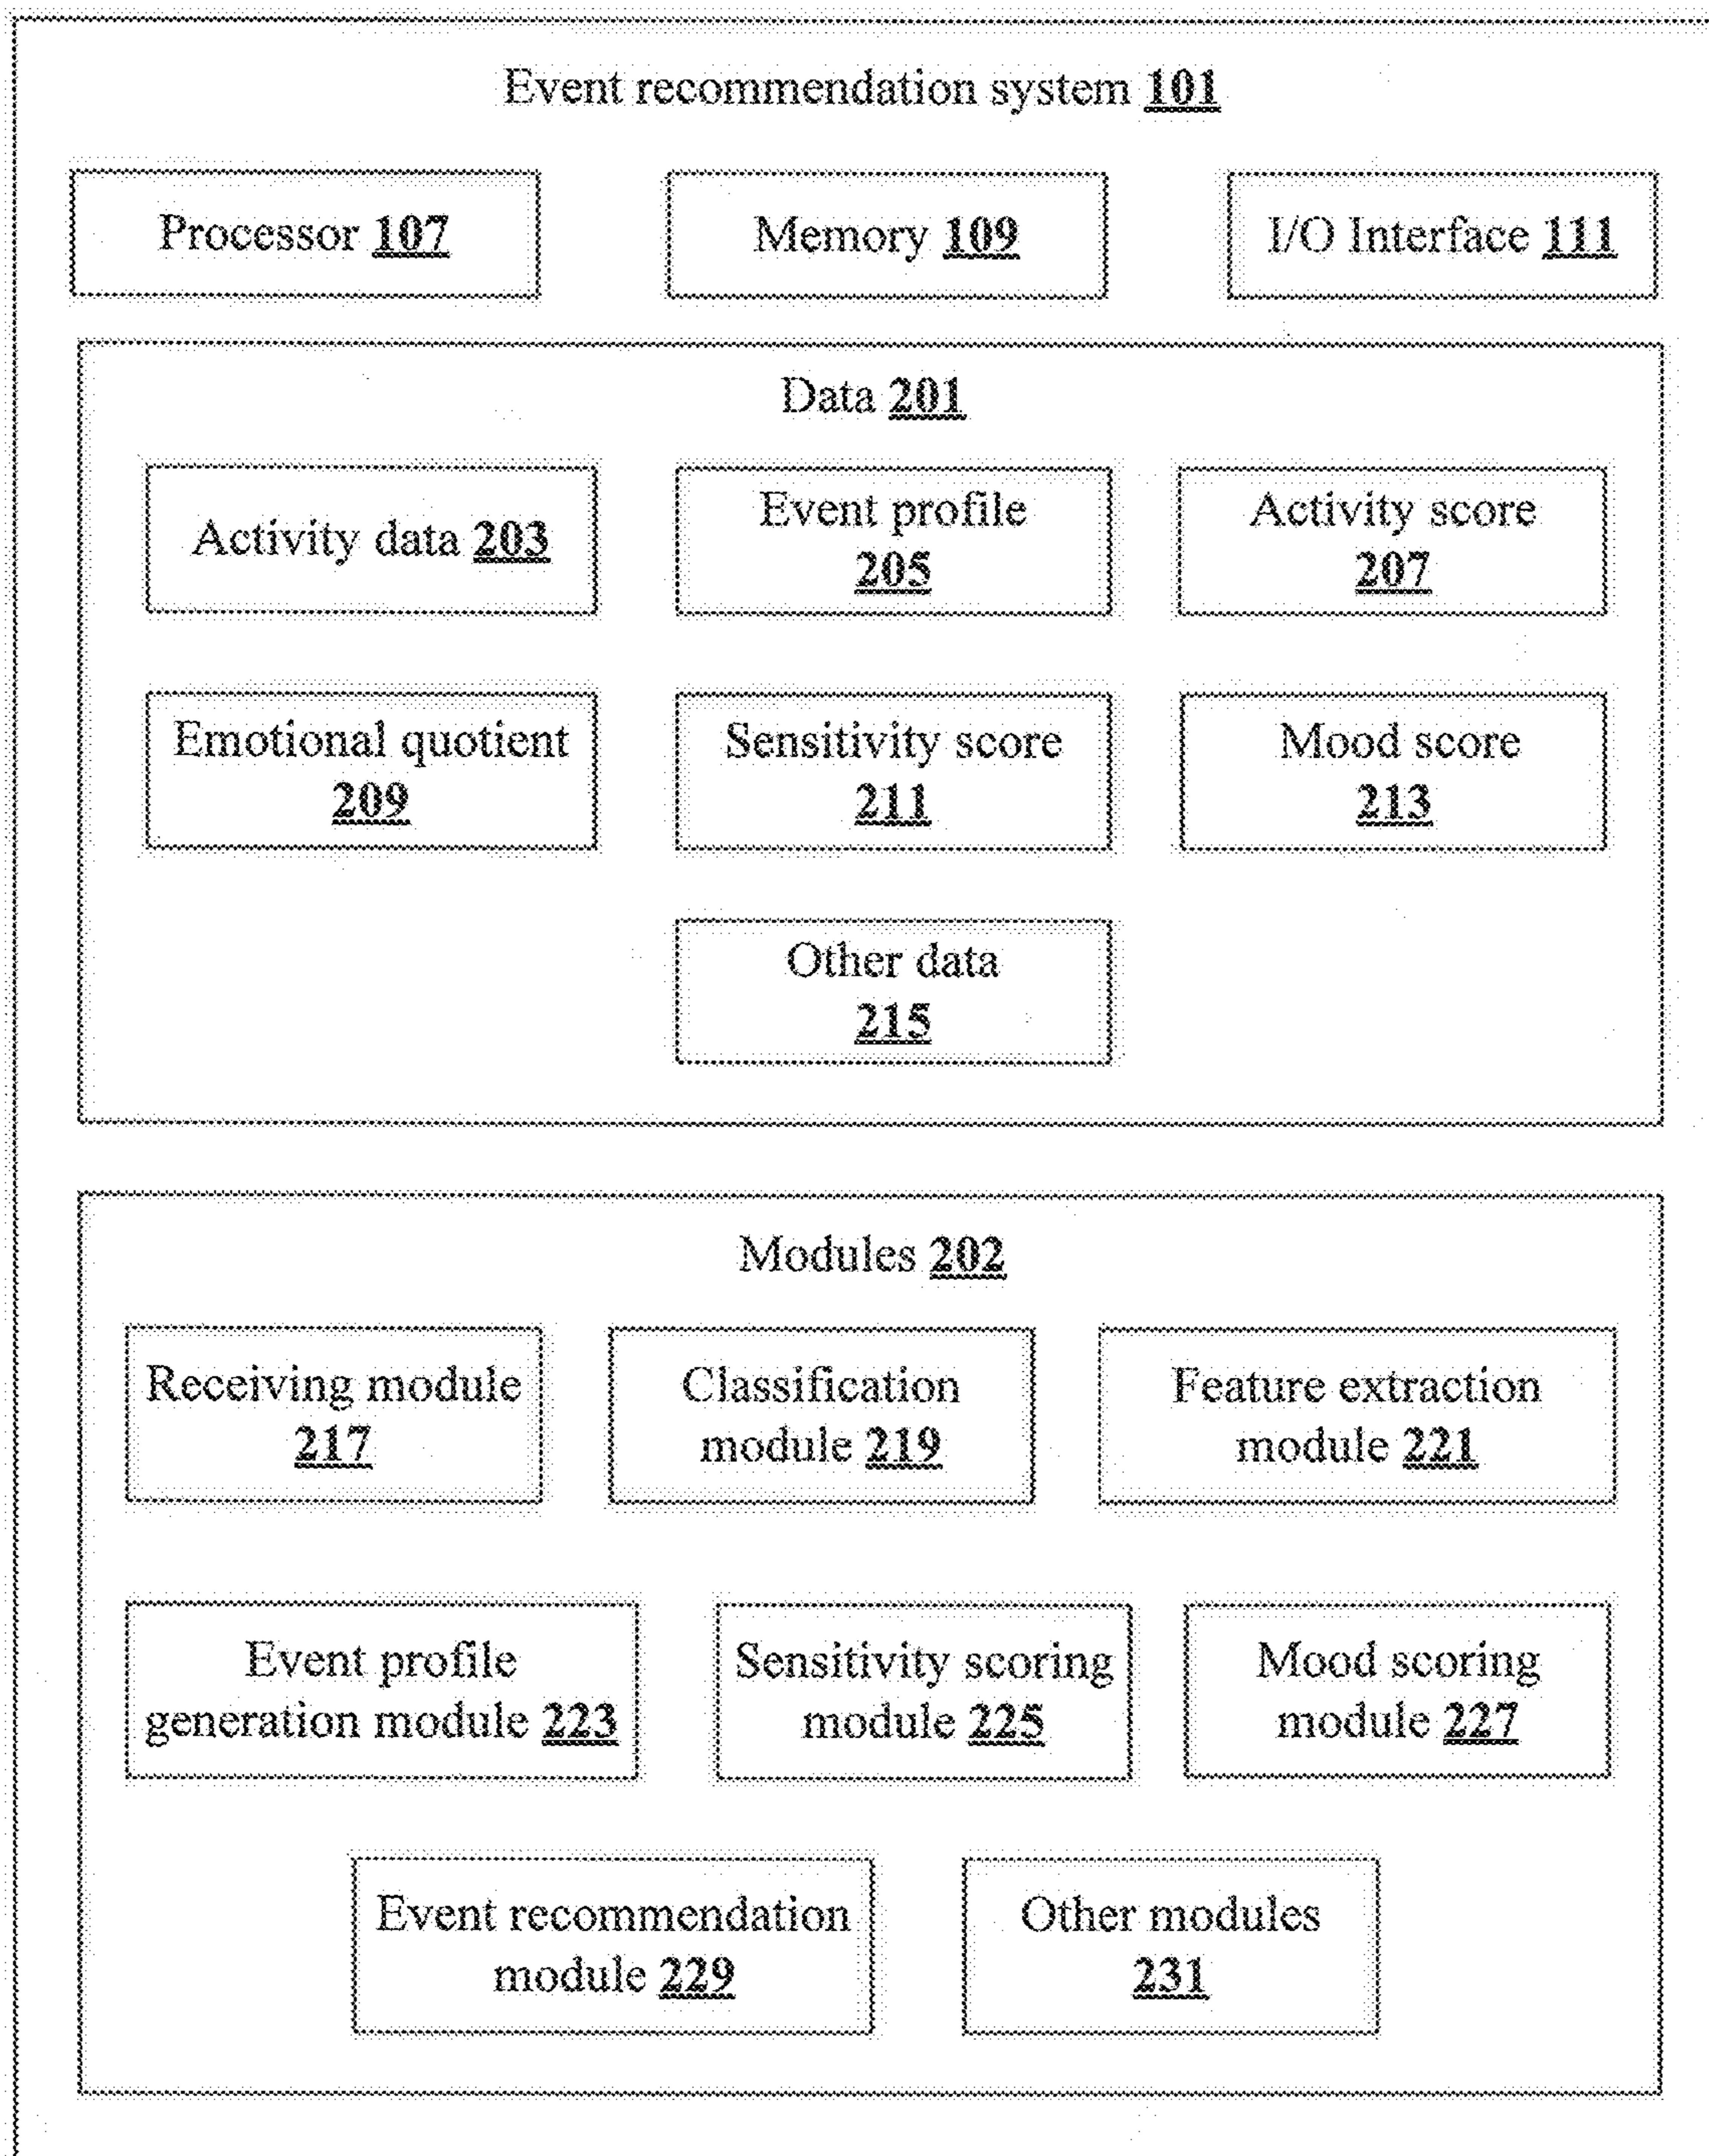 Event recommendation system 101
Processor 107
Memory 109
I/O Interface 111
Data 201
Activity data 203
Event profile
205
Activity score
207
Emotional quotient
209
Sensitivity score
211
Mood score
213
Other data
215
Modules 202
Receiving module
217
Classification
module 219
Feature extraction
module 221
Event profile
generation module 223
Sensitivity scoring
module 225
Mood scoring
module 227
Event recommendation
module 229
Other modules
231